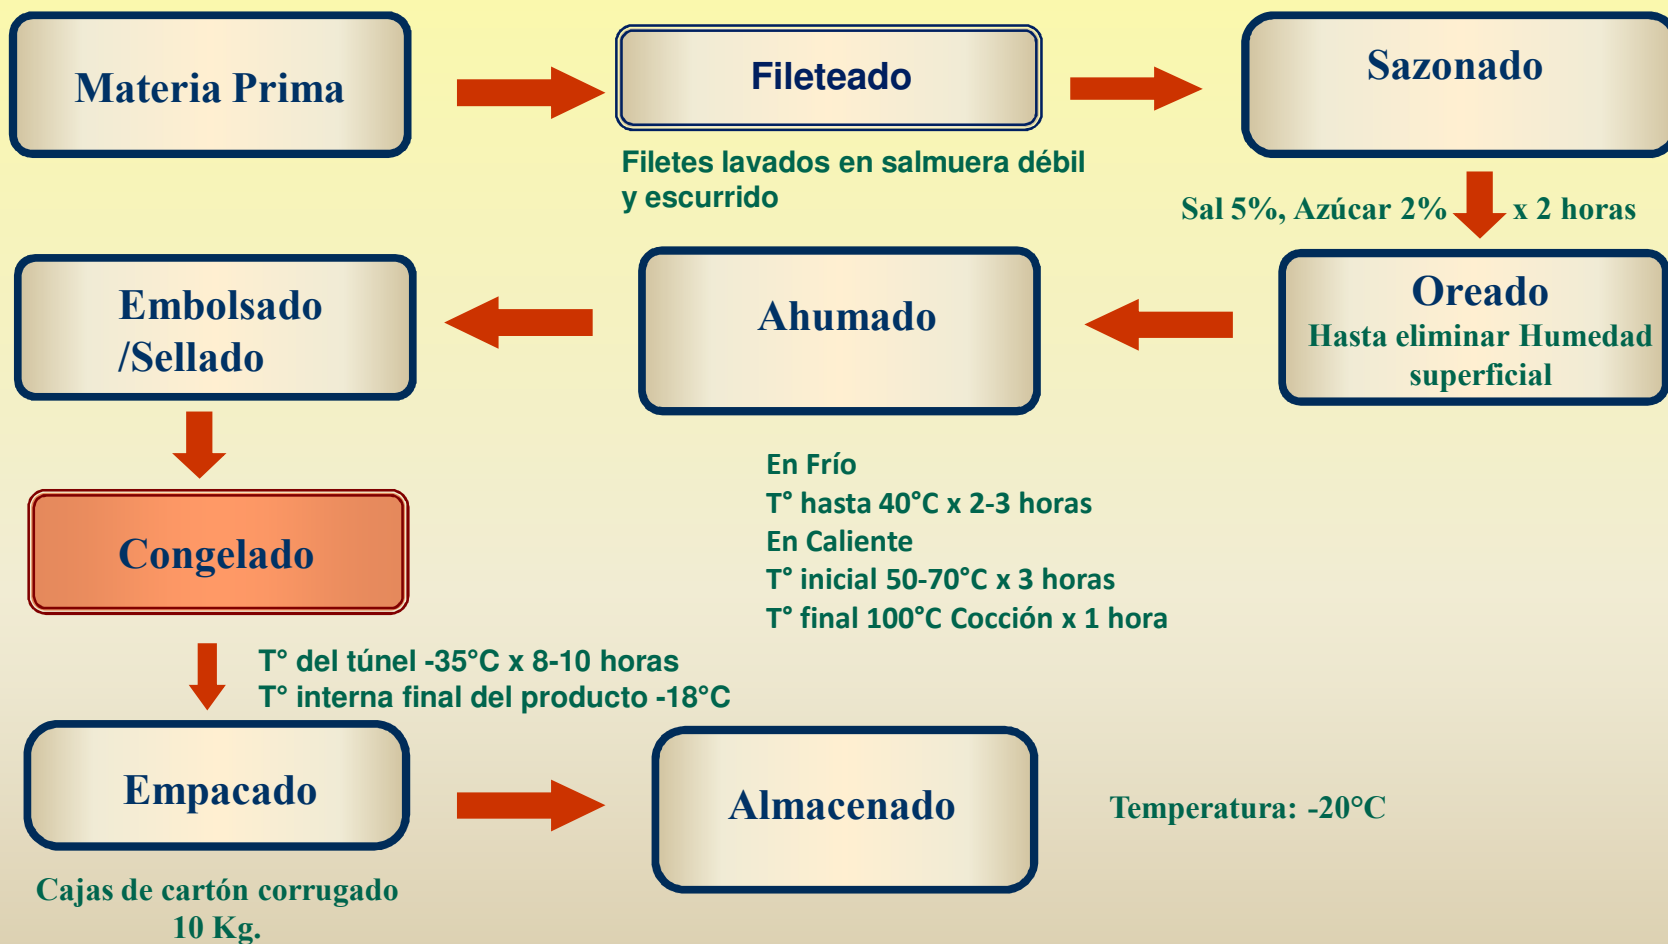 Materia Prima
Fileteado
Filetes lavados en salmuera débil
y escurrido
Sazonado
Sal 5%, Azúcar 2% x 2 horas
Oreado
Hasta eliminar Humedad
superficial
Ahumado
En Frío
T° hasta 40°C x 2-3 horas
En Caliente
T° inicial 50-70°C x 3 horas
T° final 100°C Cocción x 1 hora
Embolsado
/Sellado
Congelado
T° del túnel -35°C x 8-10 horas
T° interna final del producto -18°C
Empacado
Cajas de cartón corrugado
10 Kg.
Almacenado
Temperatura: -20°C